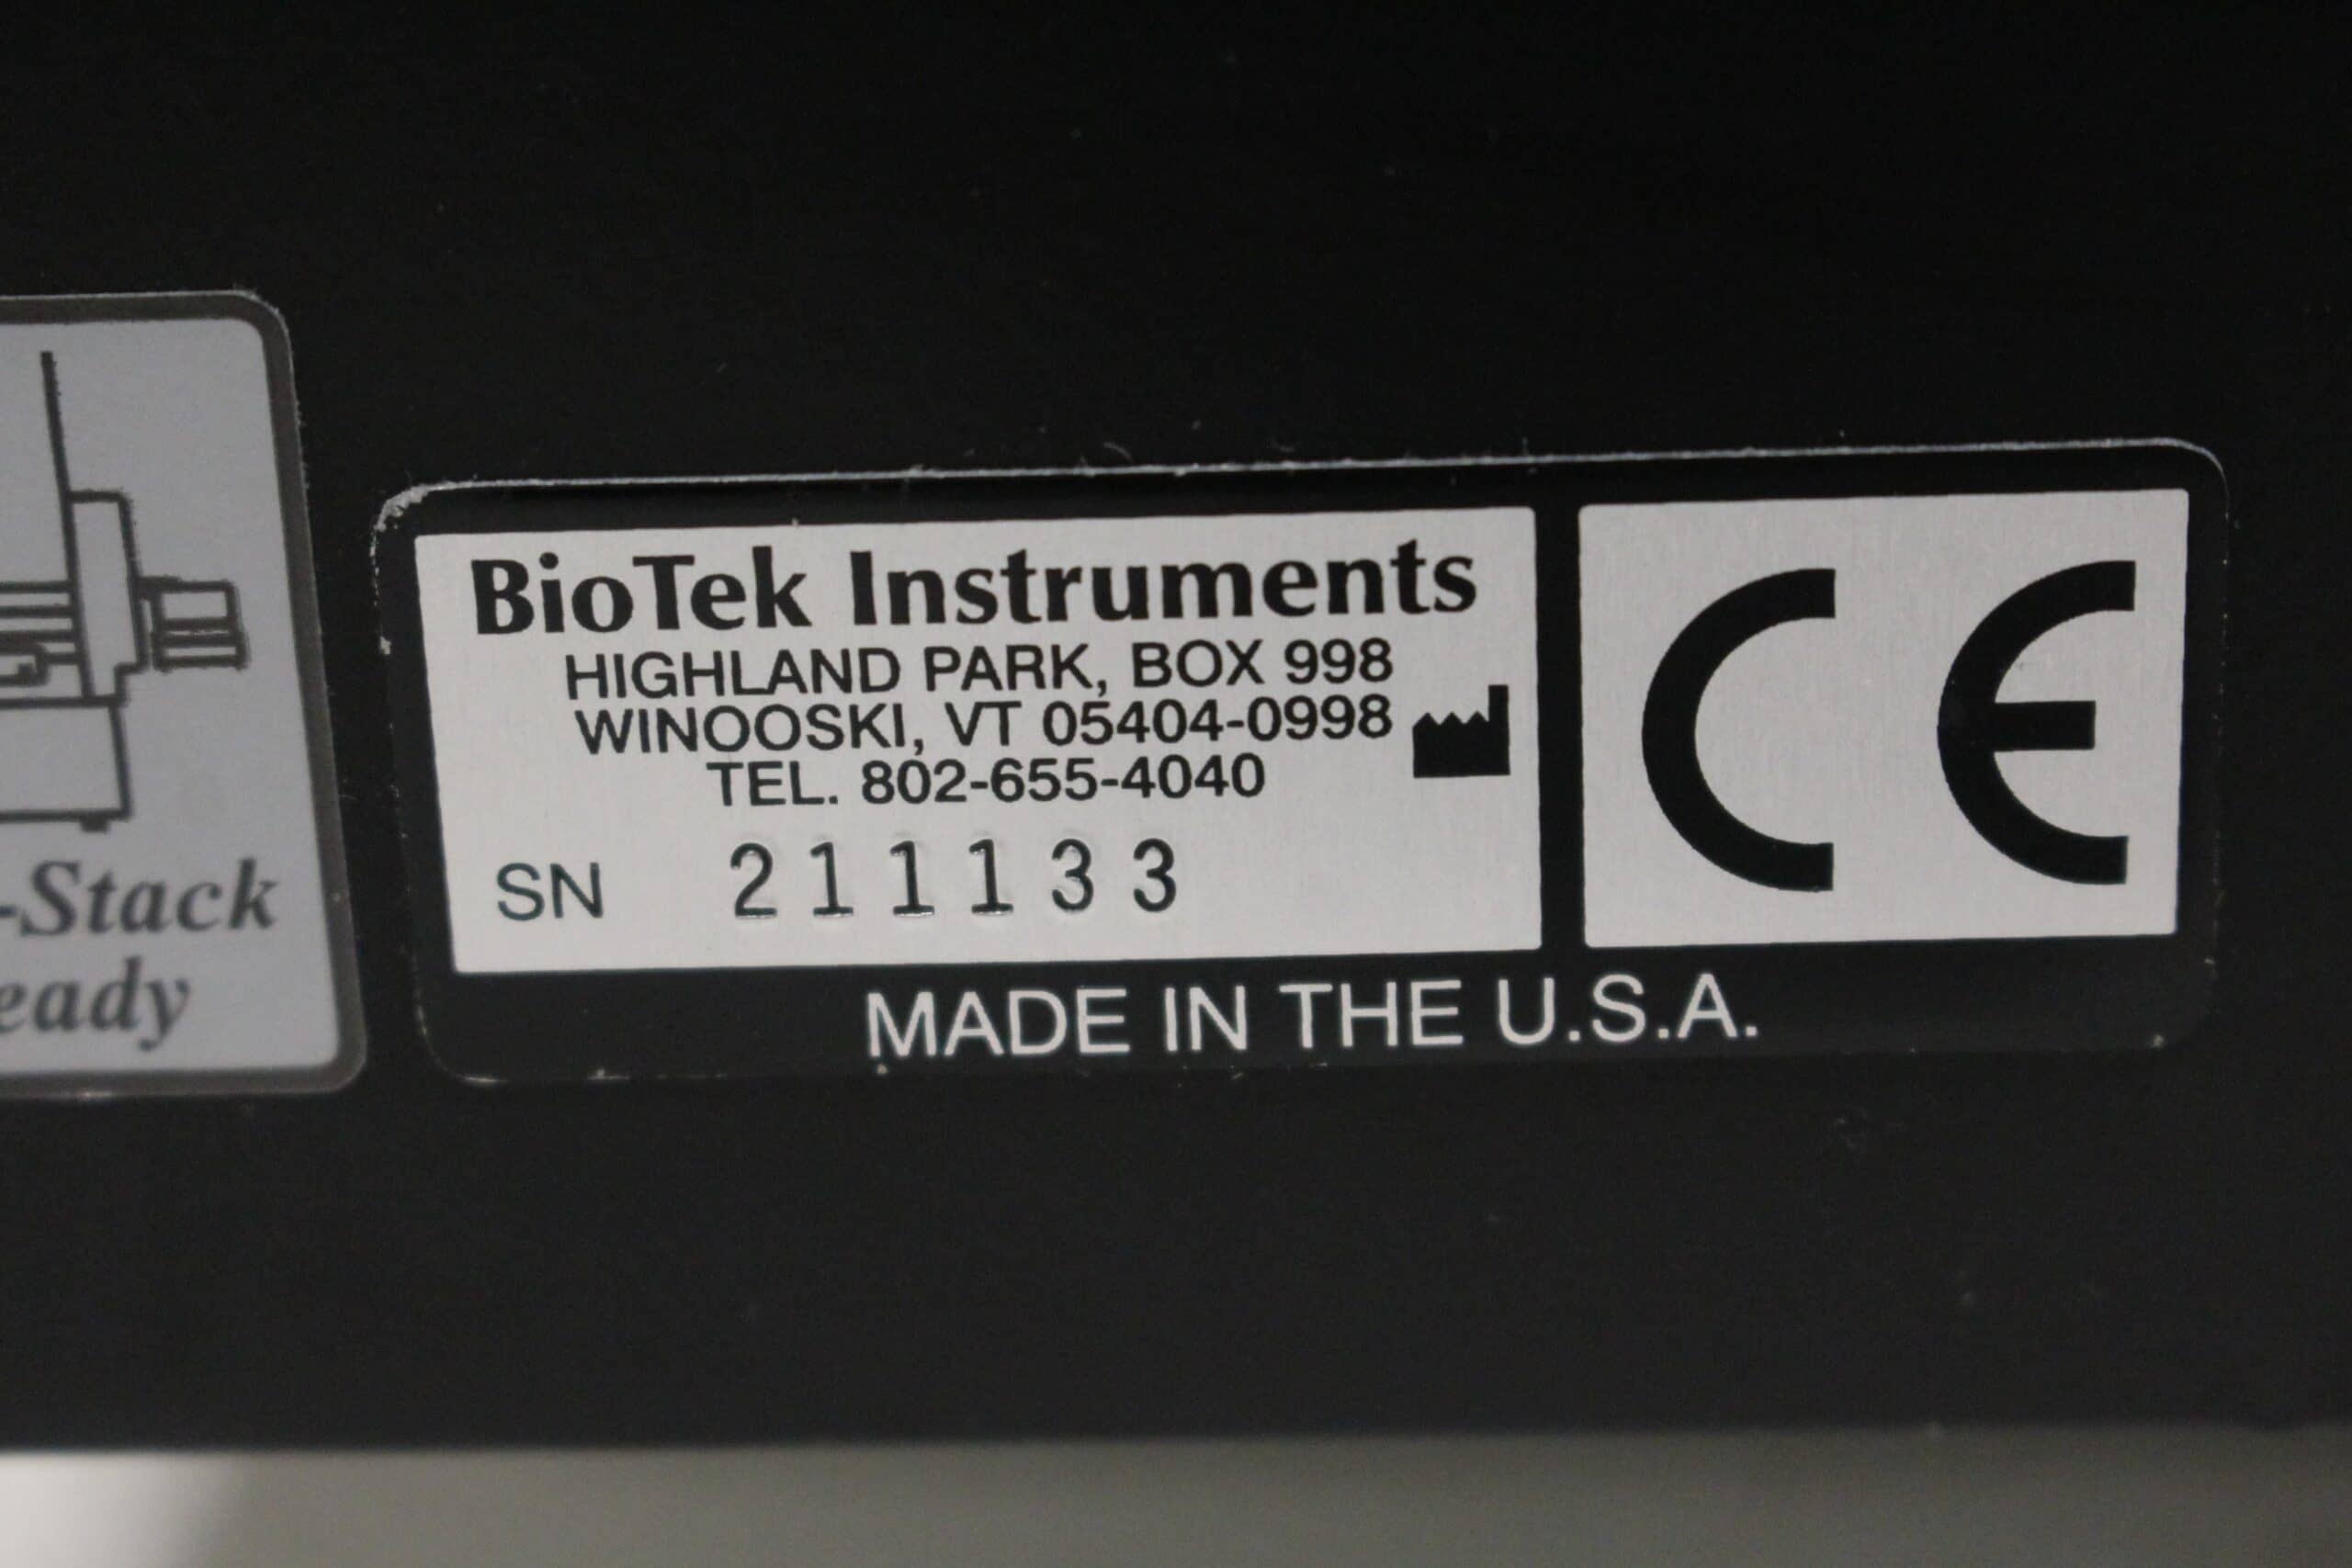 -Stack
eady
BioTek Instruments
HIGHLAND PARK, BOX 998
WINOOSKI, VT 05404-0998
TEL. 802-655-4040
SN 211133
CE
MADE IN THE U.S.A.